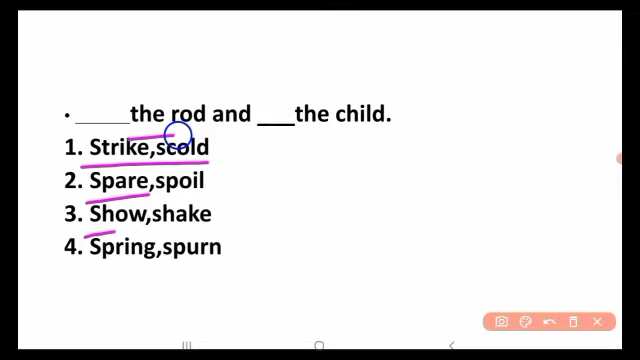 • _____the rod and ___the child.
1. Strike,scold
2. Spare,spoil
3. Show,shake
4. Spring,spurn